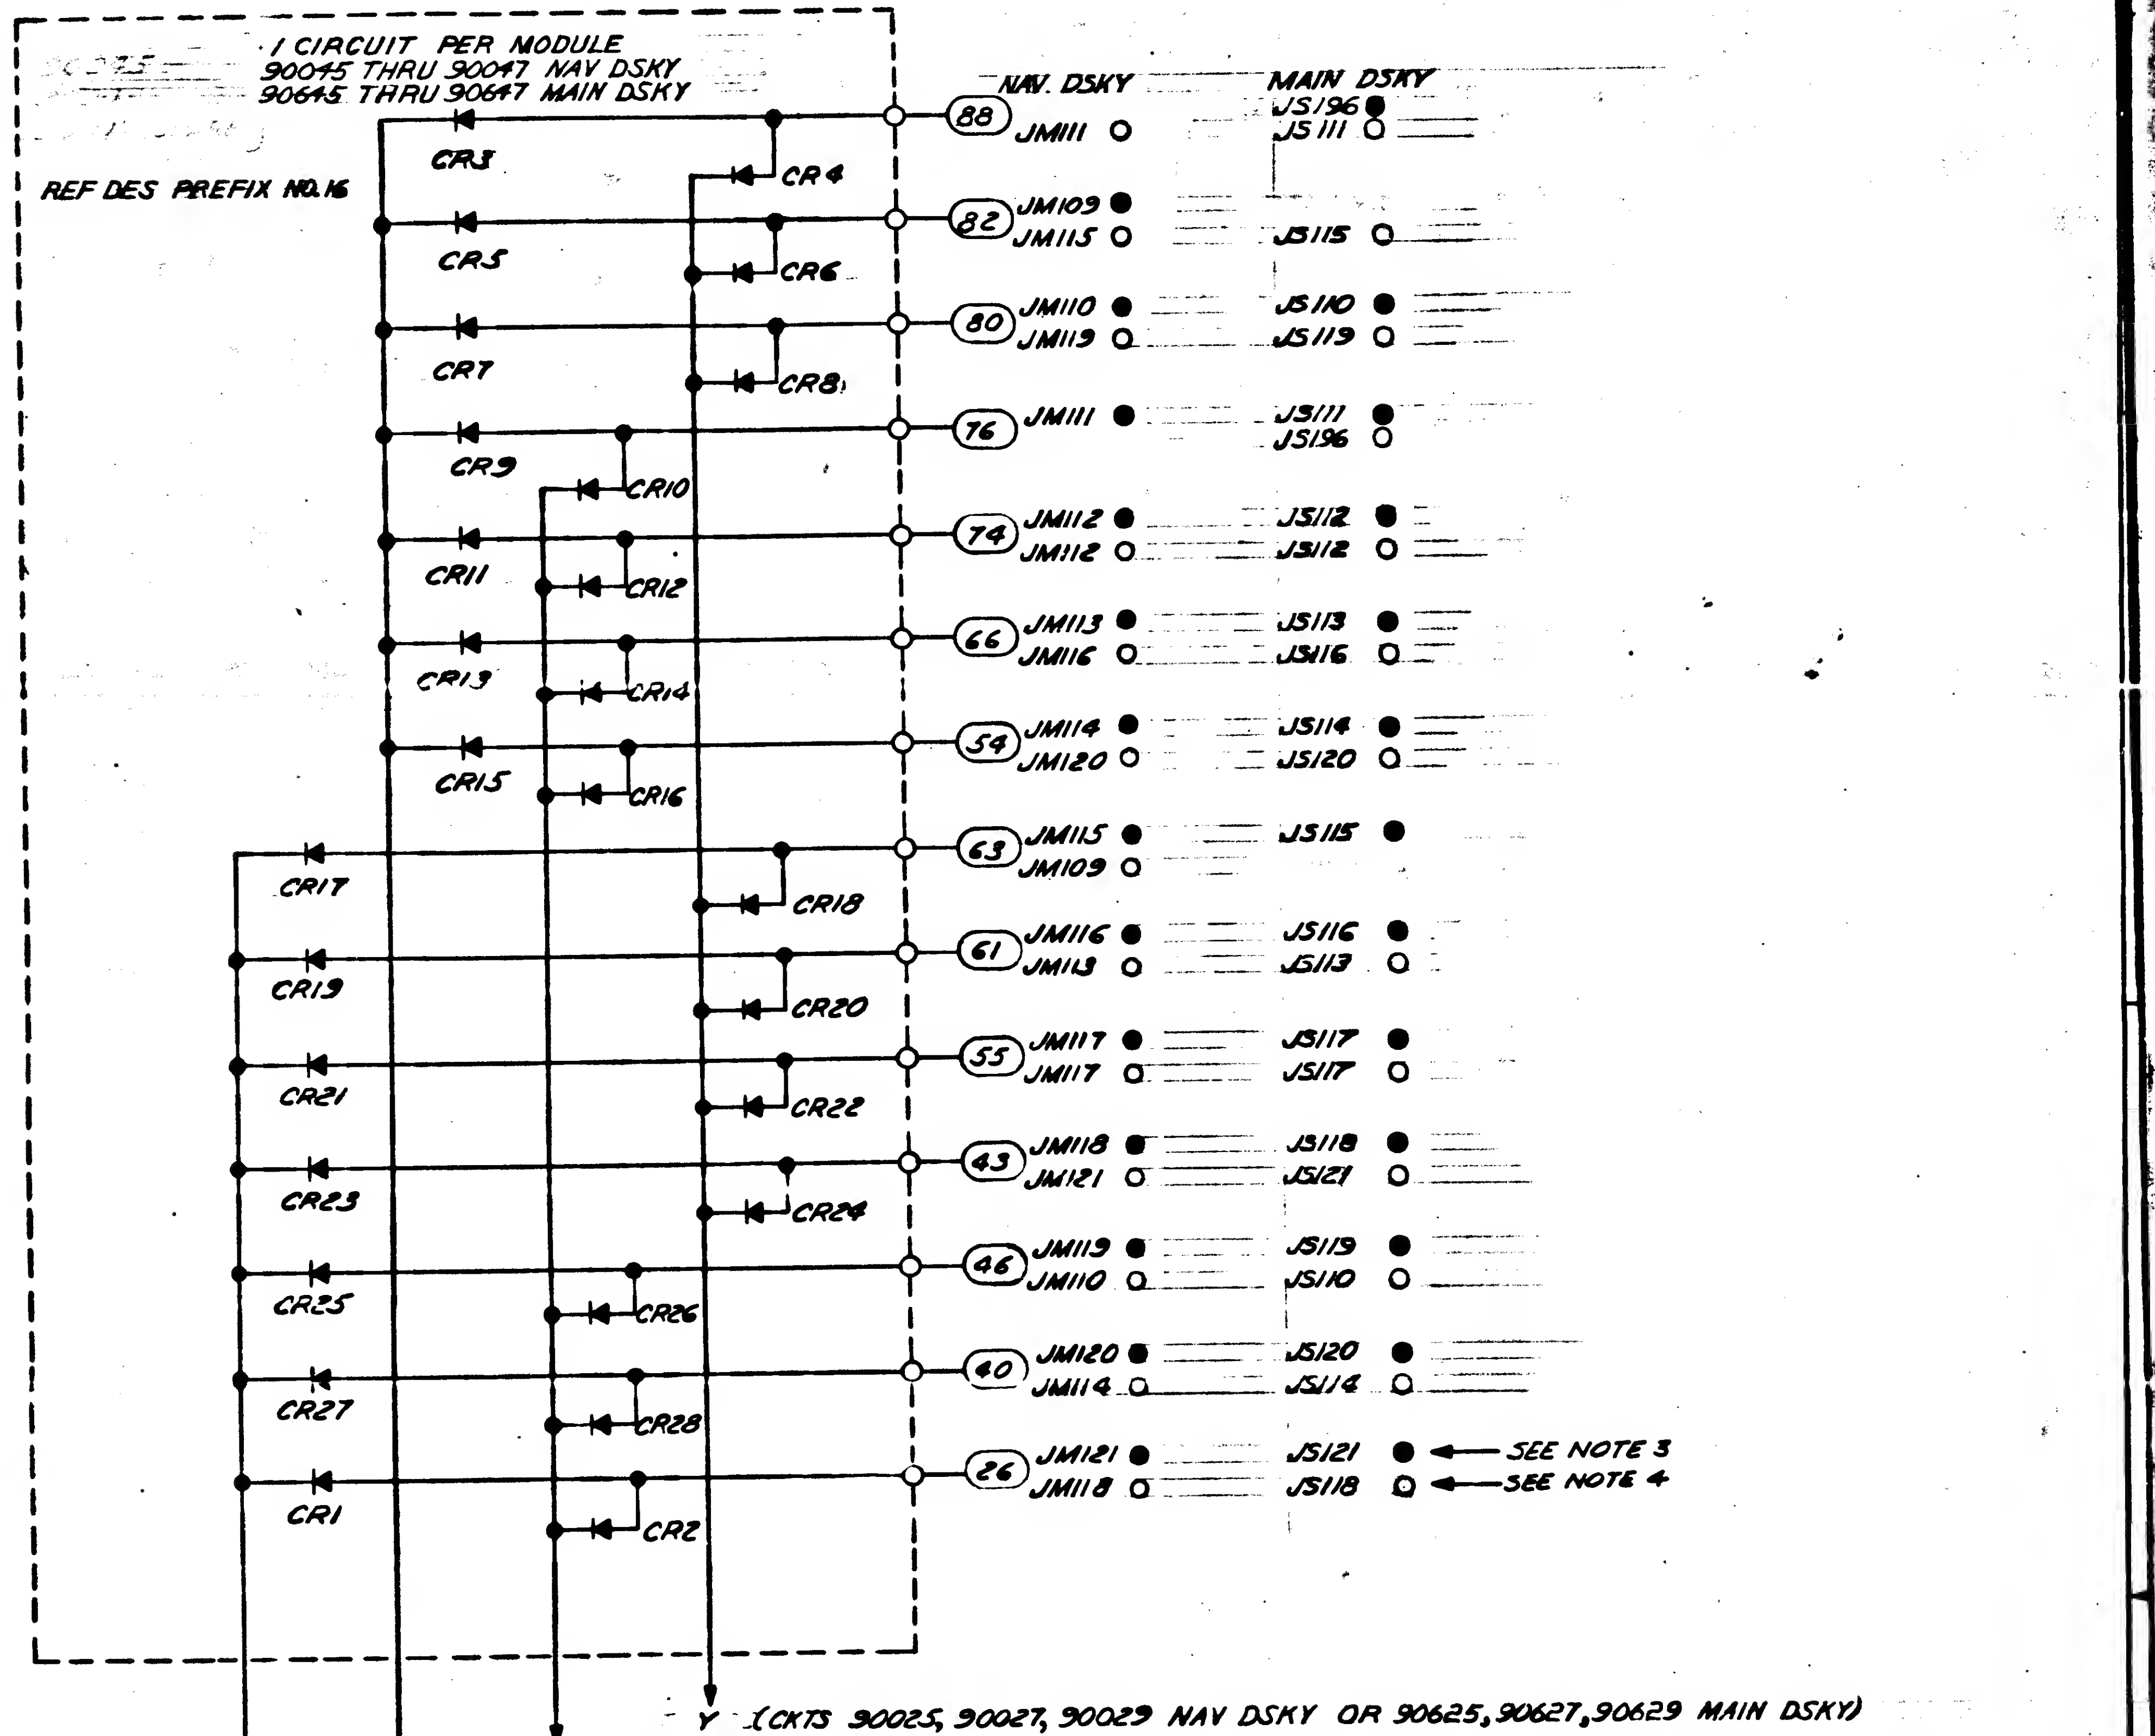 1 CIRCUIT PER MODULE
90045 THRU 90047 NAV DSKY
90645 THRU 90647 MAIN DSKY
REF DES PREFIX NO. 16
NAV. DSKY MAIN DSKY
JS196
CR3 88 JM111 JS111
CR4
JM109
CR5 82 JM115 JS115
CR6
JM110 JS110
CR7 80 JM119 JS119
CR8
CR9 76 JM111 JS111
JS196
CR10
JM112 JS112
CR11 74 JM112 JS112
CR12
JM113 JS113
CR13 66 JM116 JS116
CR14
JM114 JS114
CR15 54 JM120 JS120
CR16
JM115 JS115
CR17 63 JM109
CR18
JM116 JS116
CR19 61 JM113 JS113
CR20
JM117 JS117
CR21 55 JM117 JS117
CR22
JM118 JS118
CR23 43 JM121 JS121
CR24
JM119 JS119
CR25 46 JM110 JS110
CR26
JM120 JS120
CR27 40 JM114 JS114
CR28
JM121 JS121 SEE NOTE 3
CR1 26 JM118 JS118 SEE NOTE 4
CR2
Y (CKTS 90025, 90027, 90029 NAV DSKY OR 90625, 90627, 90629 MAIN DSKY)